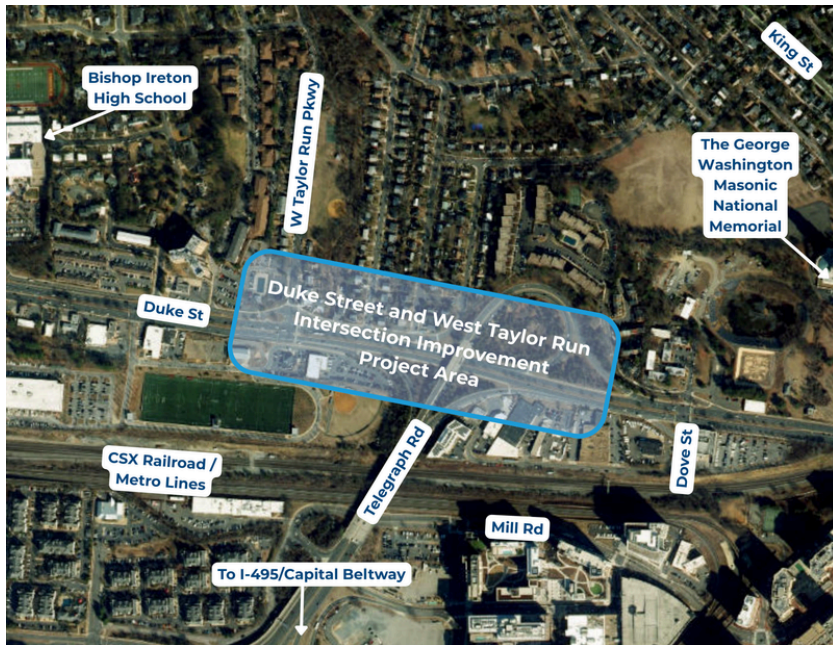 King St
Bishop Ireton
High School
W Taylor Run Pkwy
The George
Washington
Masonic
National
Memorial
Duke St
Duke Street and West Taylor Run
Intersection Improvement
Project Area
Telegraph Rd
Dove St
CSX Railroad /
Metro Lines
Mill Rd
To I-495/Capital Beltway